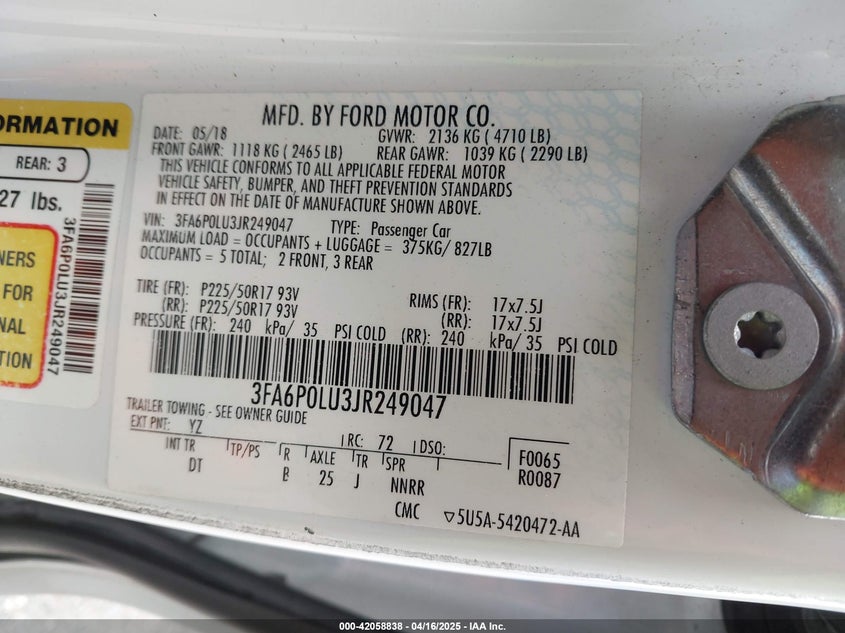 ORMATION
REAR: 3
27 lbs.
3FA6P0LU3JR249047
NERS
FOR
NAL
TION
MFD. BY FORD MOTOR CO.
DATE: 05/18 GVWR: 2136 KG ( 4710 LB)
FRONT GAWR: 1118 KG ( 2465 LB) REAR GAWR: 1039 KG ( 2290 LB)
THIS VEHICLE CONFORMS TO ALL APPLICABLE FEDERAL MOTOR
VEHICLE SAFETY, BUMPER, AND THEFT PREVENTION STANDARDS
IN EFFECT ON THE DATE OF MANUFACTURE SHOWN ABOVE.
VIN: 3FA6P0LU3JR249047 TYPE: Passenger Car
MAXIMUM LOAD = OCCUPANTS + LUGGAGE = 375KG/ 827LB
OCCUPANTS = 5 TOTAL; 2 FRONT, 3 REAR
TIRE (FR): P225/50R17 93V RIMS (FR): 17x7.5J
(RR): P225/50R17 93V (RR): 17x7.5J
PRESSURE (FR): 240 kPa/ 35 PSI COLD (RR): 240 kPa/ 35 PSI COLD
3FA6P0LU3JR249047
TRAILER TOWING - SEE OWNER GUIDE
EXT PNT: YZ RC: 72 DSO: F0065
INT TR TP/PS R AXLE TR SPR R0087
DT B 25 J NNRR
CMC ▽5U5A-5420472-AA
000-42058838 - 04/16/2025 - IAA Inc.